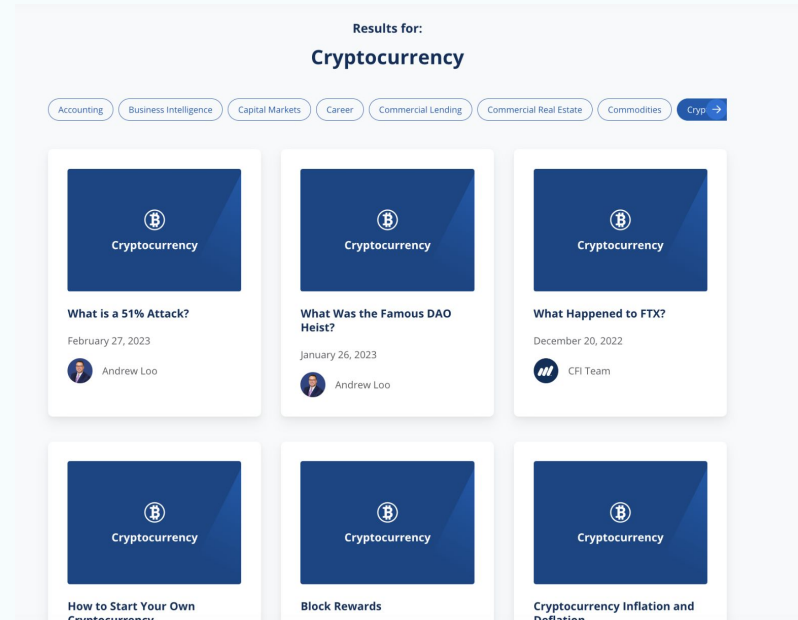 Results for:
Cryptocurrency
Accounting
Business Intelligence
Capital Markets
Career
Commercial Lending
Commercial Real Estate
Commodities
Cryp
Cryptocurrency
What is a 51% Attack?
February 27, 2023
Andrew Loo
Cryptocurrency
What Was the Famous DAO
Heist?
January 26, 2023
Andrew Loo
Cryptocurrency
What Happened to FTX?
December 20, 2022
CFI Team
Cryptocurrency
How to Start Your Own
Cryptocurrency
Cryptocurrency
Block Rewards
Cryptocurrency
Cryptocurrency Inflation and
Deflation